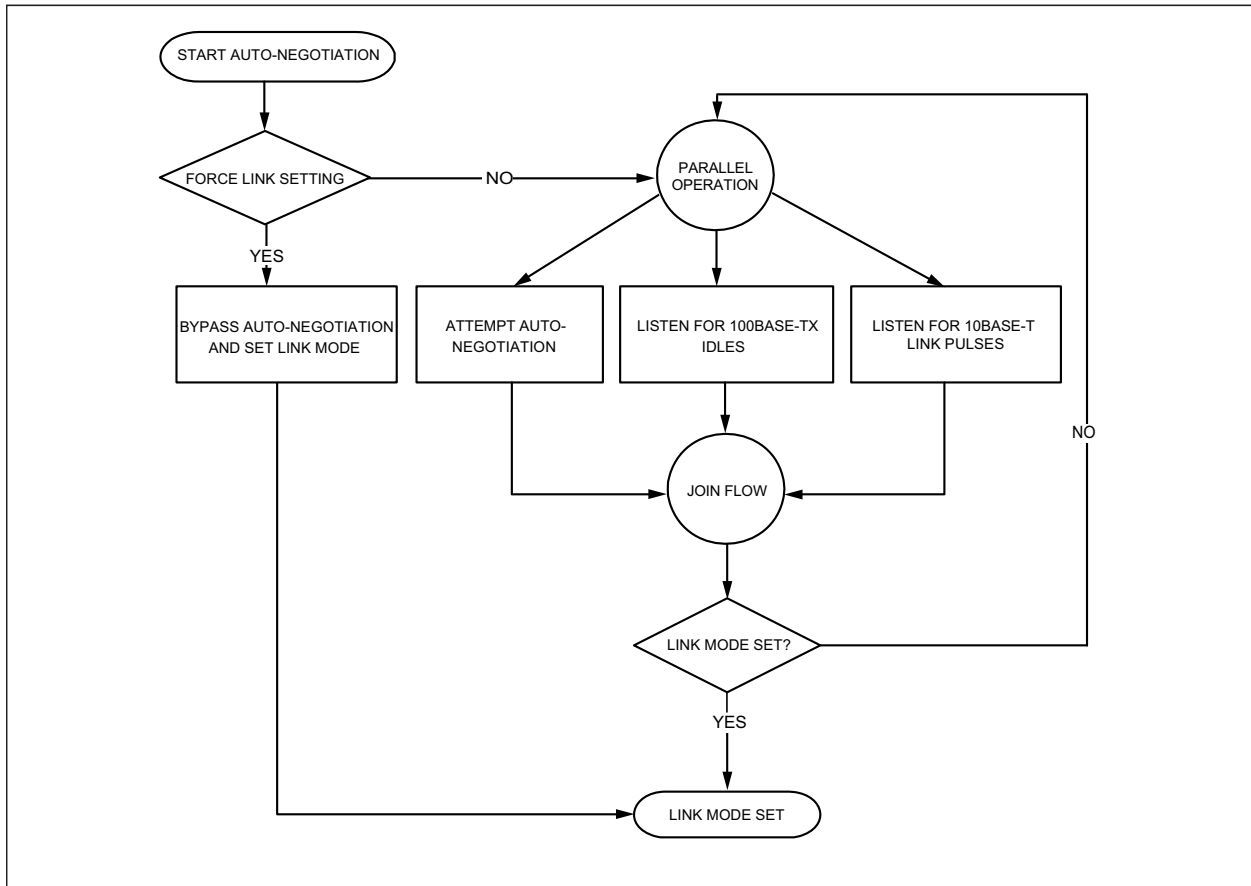 START AUTO-NEGOTIATION
FORCE LINK SETTING
NO
PARALLEL
OPERATION
YES
BYPASS AUTO-NEGOTIATION
AND SET LINK MODE
ATTEMPT AUTO-
NEGOTIATION
LISTEN FOR 100BASE-TX
IDLES
LISTEN FOR 10BASE-T
LINK PULSES
NO
JOIN FLOW
LINK MODE SET?
YES
LINK MODE SET